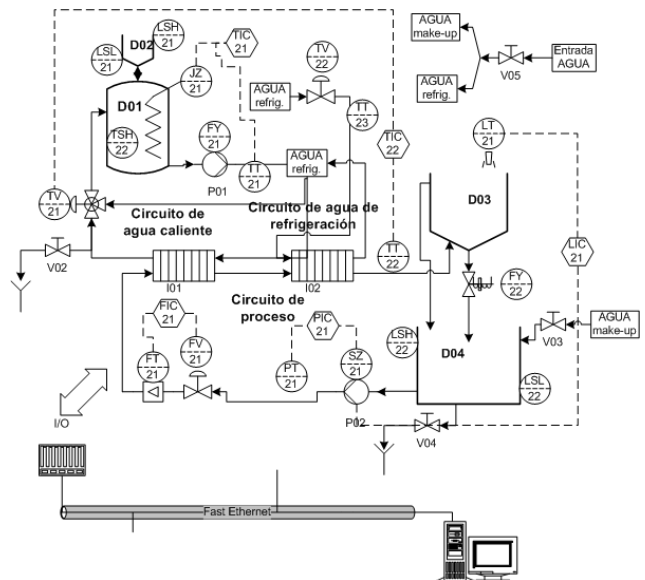 D02
LSH
21
LSL
21
TIC
21
JZ
21
D01
TSH
22
FY
21
P01
TT
21
TV
22
AGUA
refrig.
TT
23
AGUA
refrig.
TIC
22
AGUA
make-up
AGUA
refrig.
V05
Entrada
AGUA
LT
21
D03
LIC
21
TV
21
V02
Circuito de
agua caliente
Circuito de agua de
refrigeración
TT
22
I01
I02
Circuito de
proceso
FY
22
FIC
21
FV
21
FT
21
PIC
21
PT
21
SZ
21
P02
LSH
22
D04
LSL
22
V03
AGUA
make-up
V04
I/O
Fast Ethernet